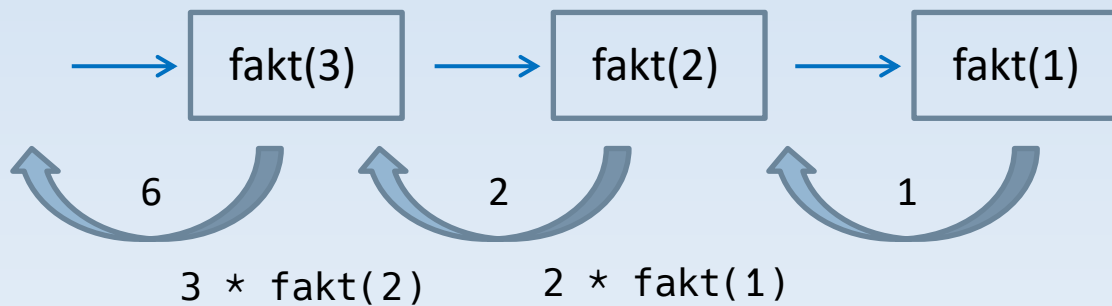 fakt(3) fakt(2) fakt(1)
6 2 1
3 * fakt(2) 2 * fakt(1)